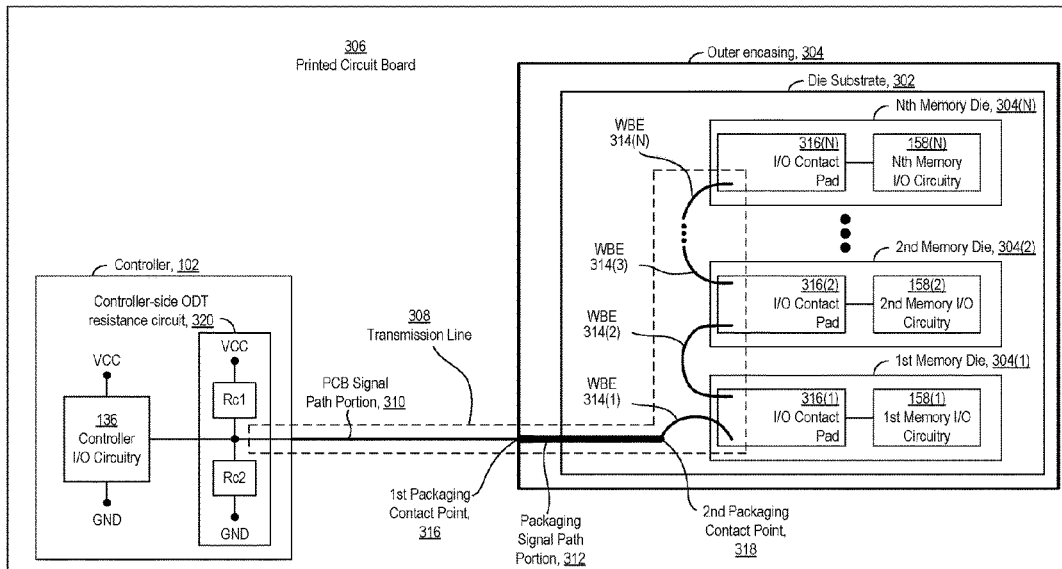 306
Printed Circuit Board
Outer encasing, 304
Die Substrate, 302
Nth Memory Die, 304(N)
WBE
314(N)
316(N)
I/O Contact
Pad
158(N)
Nth Memory
I/O Circuitry
2nd Memory Die, 304(2)
WBE
314(3)
316(2)
I/O Contact
Pad
158(2)
2nd Memory I/O
Circuitry
WBE
314(2)
1st Memory Die, 304(1)
WBE
314(1)
316(1)
I/O Contact
Pad
158(1)
1st Memory I/O
Circuitry
Controller, 102
Controller-side ODT
resistance circuit, 320
VCC
VCC
308
Transmission Line
136
Controller
I/O Circuitry
Rc1
Rc2
PCB Signal
Path Portion, 310
GND
GND
1st Packaging
Contact Point,
316
Packaging
Signal Path
Portion, 312
2nd Packaging
Contact Point,
318